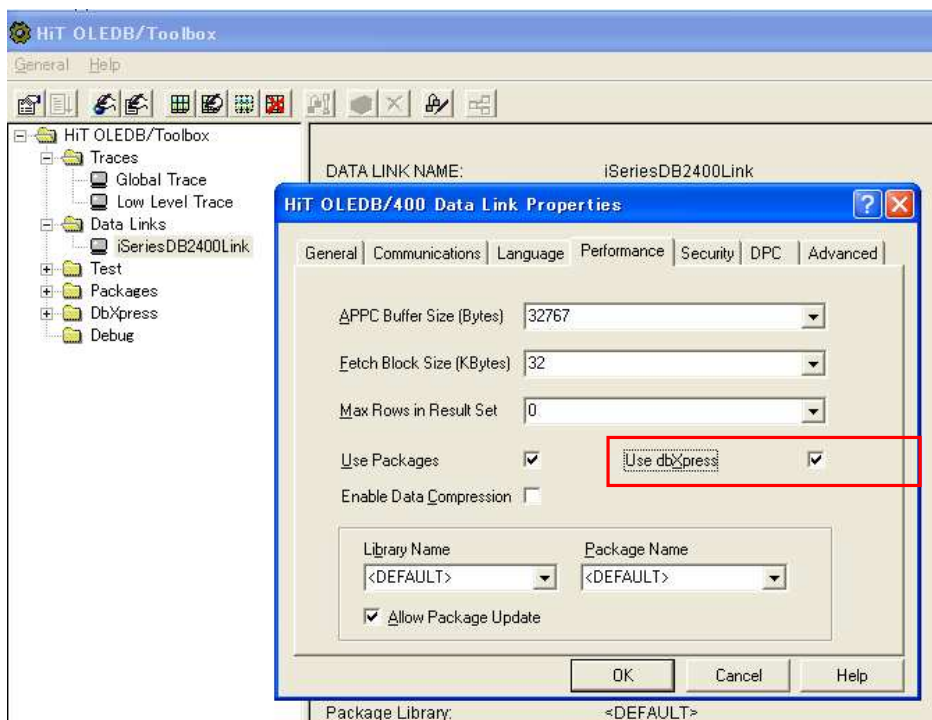 HiT OLEDB/Toolbox
General Help
HiT OLEDB/Toolbox
Traces
Global Trace
Low Level Trace
Data Links
iSeriesDB2400Link
Test
Packages
DbXpress
Debug
DATA LINK NAME: iSeriesDB2400Link
HiT OLEDB/400 Data Link Properties
General Communications Language Performance Security DPC Advanced
APPC Buffer Size (Bytes) 32767
Fetch Block Size (KBytes) 32
Max Rows in Result Set 0
Use Packages Use dbXpress
Enable Data Compression
Library Name Package Name
<DEFAULT> <DEFAULT>
Allow Package Update
OK Cancel Help
Package Library: <DEFAULT>